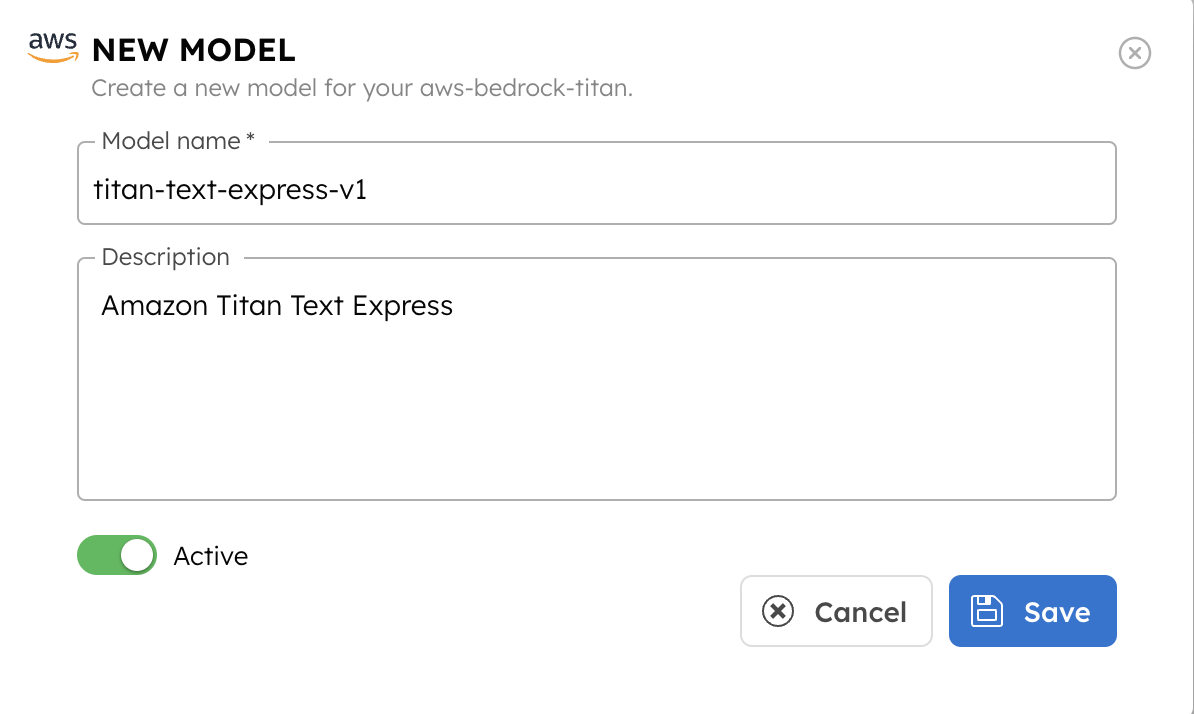 aws
NEW MODEL
Create a new model for your aws-bedrock-titan.
Model name *
titan-text-express-v1
Description
Amazon Titan Text Express
Active
Cancel
Save